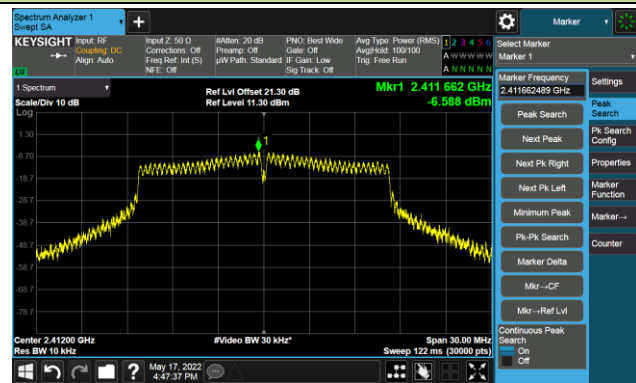 Spectrum Analyzer 1
Swept SA
+
Marker
KEYSIGHT
Input: RF
Coupling: DC
Align: Auto
Input Z: 50 Ω
Corrections: Off
Freq Ref: Int (S)
NFE: Off
#Atten: 20 dB
Preamp: Off
µW Path: Standard
PNO: Best Wide
Gate: Off
IF Gain: Low
Sig Track: Off
Avg Type: Power (RMS)
Avg|Hold: 100/100
Trig: Free Run
1 2 3 4 5 6
A W W W W W
A N N N N N
LW
Select Marker
Marker 1
1 Spectrum
Scale/Div 10 dB
Log
Ref Lvl Offset 21.30 dB
Ref Level 11.30 dBm
Mkr1 2.411 662 GHz
-6.588 dBm
1
1.30
-8.70
-18.7
-28.7
-38.7
-48.7
-58.7
-68.7
-78.7
Center 2.41200 GHz
Res BW 10 kHz
#Video BW 30 kHz*
Span 30.00 MHz
Sweep 122 ms (30000 pts)
Marker Frequency
2.411662489 GHz
Peak Search
Next Peak
Next Pk Right
Next Pk Left
Minimum Peak
Pk-Pk Search
Marker Delta
Mkr→CF
Mkr→Ref Lvl
Continuous Peak
Search
On
Off
Settings
Peak
Search
Pk Search
Config
Properties
Marker
Function
Marker→
Counter
?
May 17, 2022
4:47:37 PM